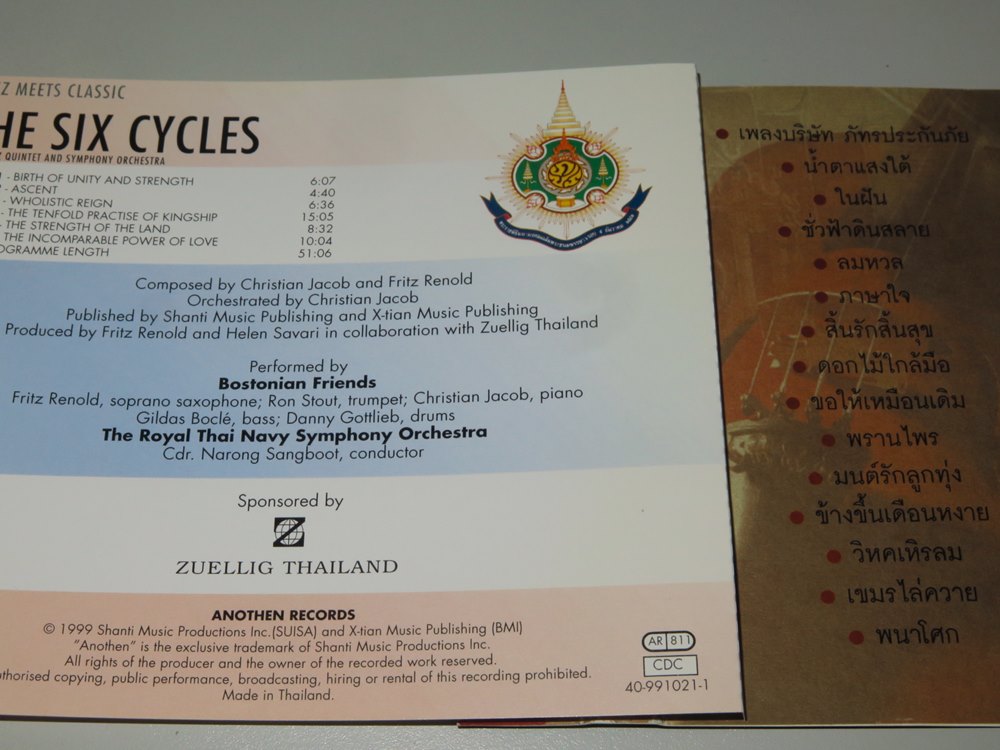 Z MEETS CLASSIC
HE SIX CYCLES
QUINTET AND SYMPHONY ORCHESTRA
- BIRTH OF UNITY AND STRENGTH 6:07
- ASCENT 4:40
- WHOLISTIC REIGN 6:36
- THE TENFOLD PRACTISE OF KINGSHIP 15:05
- THE STRENGTH OF THE LAND 8:32
THE INCOMPARABLE POWER OF LOVE 10:04
OGRAMME LENGTH 51:06
Composed by Christian Jacob and Fritz Renold
Orchestrated by Christian Jacob
Published by Shanti Music Publishing and X-tian Music Publishing
Produced by Fritz Renold and Helen Savari in collaboration with Zuellig Thailand
Performed by
Bostonian Friends
Fritz Renold, soprano saxophone; Ron Stout, trumpet; Christian Jacob, piano
Gildas Boclé, bass; Danny Gottlieb, drums
The Royal Thai Navy Symphony Orchestra
Cdr. Narong Sangboot, conductor
Sponsored by
Z
ZUELLIG THAILAND
ANOTHEN RECORDS
© 1999 Shanti Music Productions Inc.(SUISA) and X-tian Music Publishing (BMI)
"Anothen" is the exclusive trademark of Shanti Music Productions Inc.
All rights of the producer and the owner of the recorded work reserved.
uthorised copying, public performance, broadcasting, hiring or rental of this recording prohibited.
Made in Thailand.
AR 811
CDC
40-991021-1
• เพลงบริษัท ภัทรประกันภัย
• น้ำตาแสงใต้
• ในฝัน
• ชั่วฟ้าดินสลาย
• ลมหวล
• ภาษาใจ
• สิ้นรักสิ้นสุข
• ดอกไม้ใกล้มือ
• ขอให้เหมือนเดิม
• พรานไพร
• มนต์รักลูกทุ่ง
• ข้างขึ้นเดือนหงาย
• วิหคเหิรลม
• เขมรไล่ควาย
• พนาโศก